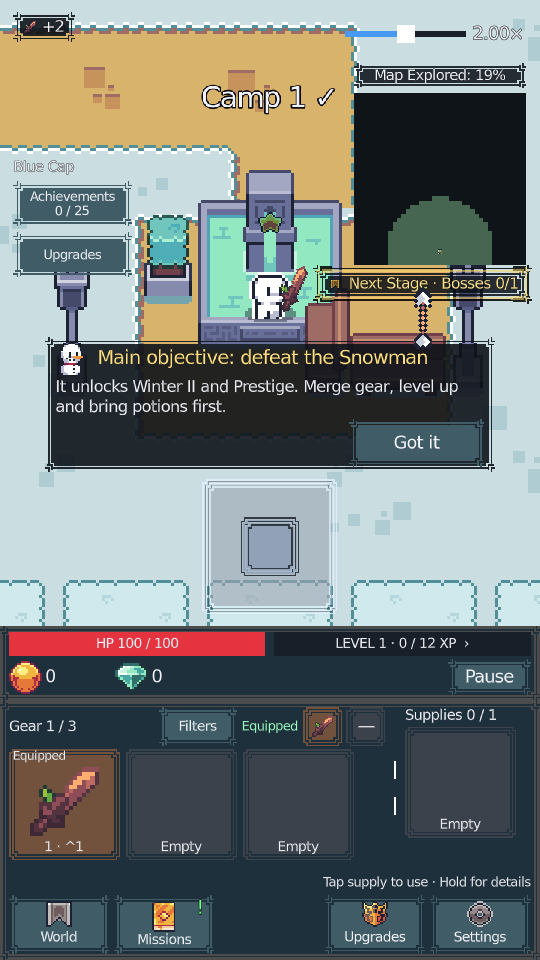 +2
2.00×
Map Explored: 19%
Camp 1 ✓
Blue Cap
Achievements
0 / 25
Upgrades
Next Stage · Bosses 0/1
Main objective: defeat the Snowman
It unlocks Winter II and Prestige. Merge gear, level up
and bring potions first.
Got it
HP 100 / 100
LEVEL 1 · 0 / 12 XP ›
0
0
Pause
Gear 1 / 3
Filters
Equipped
—
Supplies 0 / 1
Equipped
1 · ^1
Empty
Empty
Empty
Tap supply to use · Hold for details
World
Missions
!
Upgrades
Settings